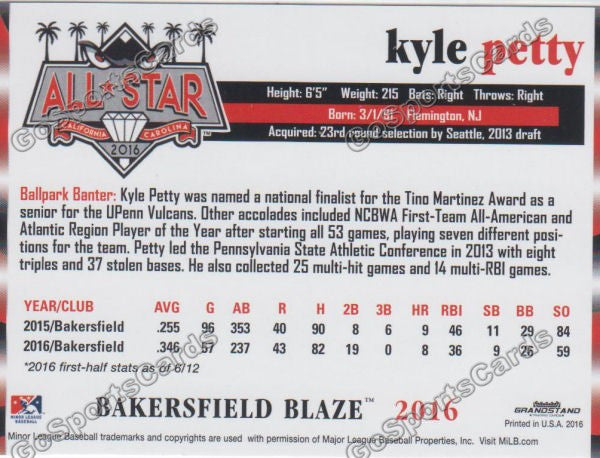 ALL★STAR
CALIFORNIA CAROLINA
2016
TM
kyle petty
Height: 6'5" Weight: 215 Bats: Right Throws: Right
Born: 3/1/91 Flemington, NJ
Acquired: 23rd round selection by Seattle, 2013 draft
Ballpark Banter: Kyle Petty was named a national finalist for the Tino Martinez Award as a
senior for the UPenn Vulcans. Other accolades included NCBWA First-Team All-American and
Atlantic Region Player of the Year after starting all 53 games, playing seven different posi-
tions for the team. Petty led the Pennsylvania State Athletic Conference in 2013 with eight
triples and 37 stolen bases. He also collected 25 multi-hit games and 14 multi-RBI games.
YEAR/CLUB AVG G AB R H 2B 3B HR RBI SB BB SO
2015/Bakersfield .255 96 353 40 90 8 6 9 46 11 29 84
2016/Bakersfield .346 57 237 43 82 19 0 8 36 9 26 59
*2016 first-half stats as of 6/12
MINOR LEAGUE BASEBALL
BAKERSFIELD BLAZE™ 2016
GRANDSTAND
Printed in U.S.A. 2016
Minor League Baseball trademarks and copyrights are used with permission of Major League Baseball Properties, Inc. Visit MiLB.com
GoSportsCards
GoSportsCards
GoSportsCards
GoSportsCards
GoSportsCards